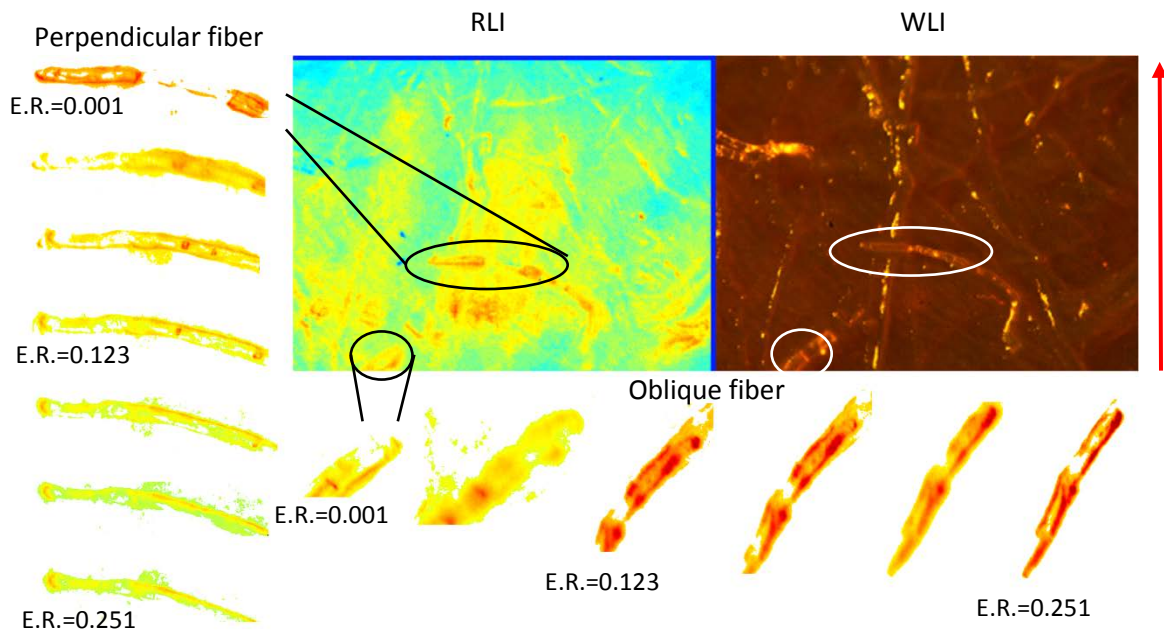 RLI
WLI
Perpendicular fiber
E.R.=0.001
E.R.=0.123
E.R.=0.251
Oblique fiber
E.R.=0.001
E.R.=0.123
E.R.=0.251